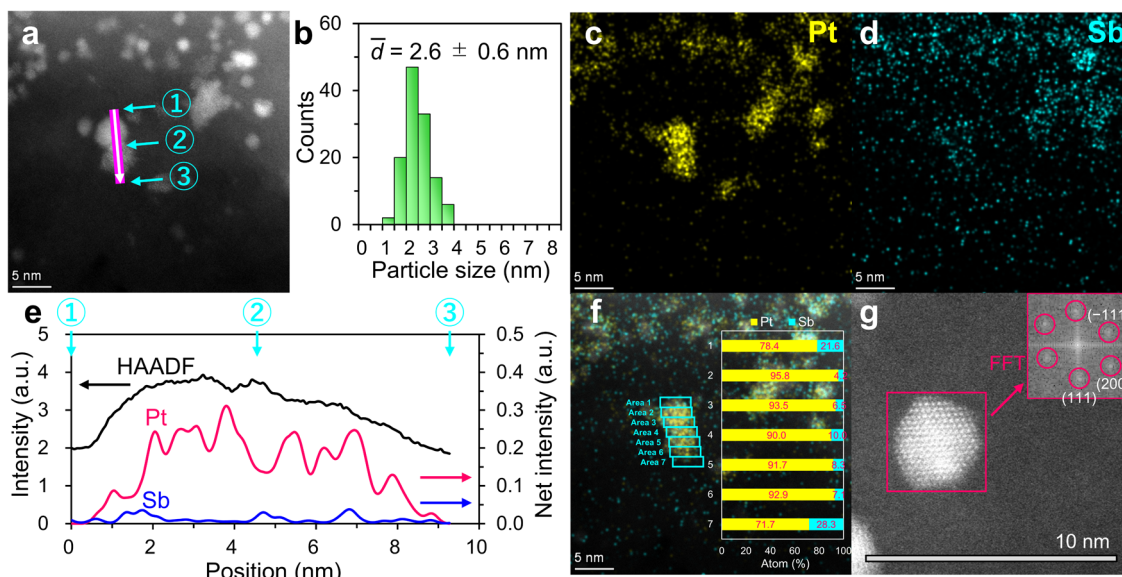 a
①
②
③
5 nm
b
d̅ = 2.6 ± 0.6 nm
Counts
60
40
20
0
0 1 2 3 4 5 6 7 8
Particle size (nm)
c
Pt
5 nm
d
Sb
5 nm
e
①
②
③
Intensity (a.u.)
5
4
3
2
1
0
HAADF
Pt
Sb
0.5
0.4
0.3
0.2
0.1
0.0
Net intensity (a.u.)
0 2 4 6 8 10
Position (nm)
f
Pt Sb
1 78.4 21.6
2 95.8
3 93.5
4 90.0
5 91.7
6 92.9
7 71.7 28.3
0 20 40 60 80 100
Atom (%)
Area 1
Area 2
Area 3
Area 4
Area 5
Area 6
Area 7
5 nm
g
FFT
(200
(111)
10 nm